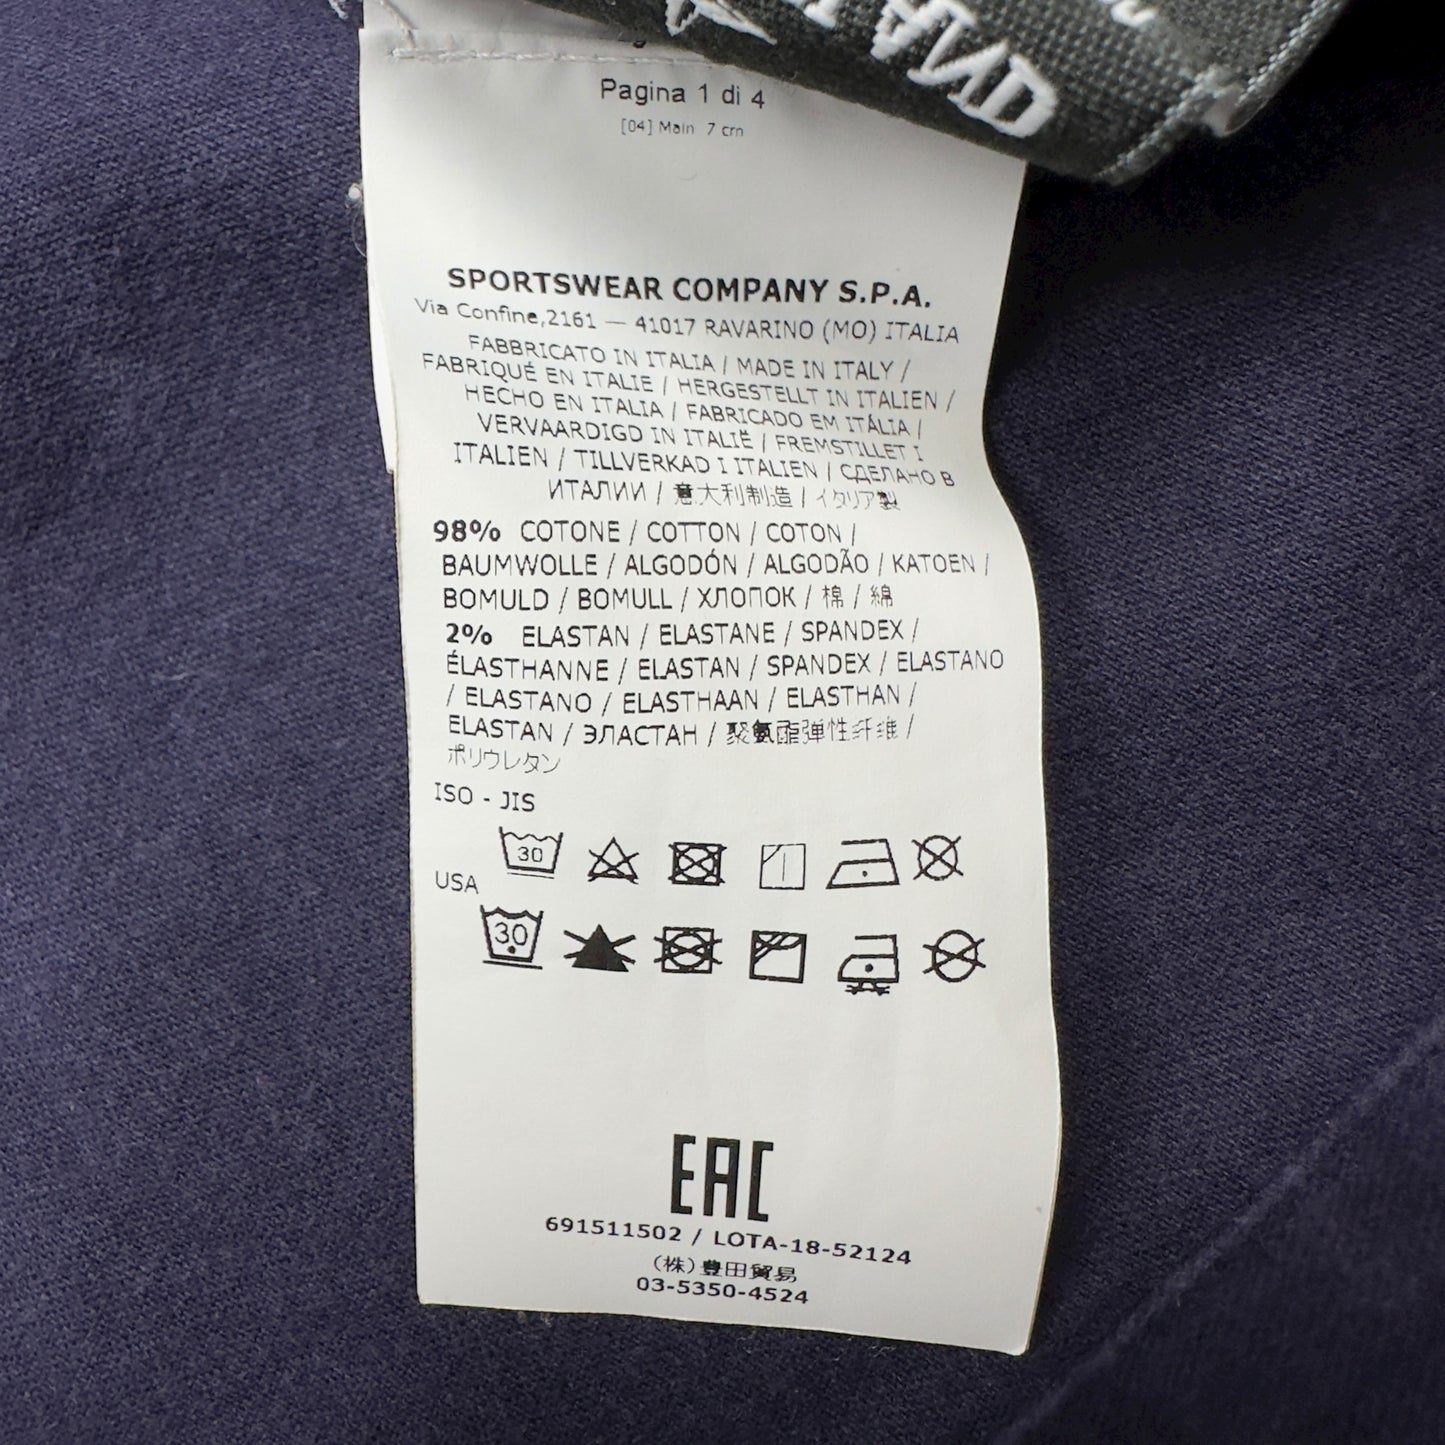 Pagina 1 di 4
[04] Main 7 cm
SPORTSWEAR COMPANY S.P.A.
Via Confine,2161 — 41017 RAVARINO (MO) ITALIA
FABBRICATO IN ITALIA / MADE IN ITALY /
FABRIQUÉ EN ITALIE / HERGESTELLT IN ITALIEN /
HECHO EN ITALIA / FABRICADO EM ITÁLIA /
VERVAARDIGD IN ITALIË / FREMSTILLET I
ITALIEN / TILLVERKAD I ITALIEN / СДЕЛАНО В
ИТАЛИИ / 意大利制造 / イタリア製
98% COTONE / COTTON / COTON /
BAUMWOLLE / ALGODÓN / ALGODÃO / KATOEN /
BOMULD / BOMULL / ХЛОПОК / 棉 / 綿
2% ELASTAN / ELASTANE / SPANDEX /
ÉLASTHANNE / ELASTAN / SPANDEX / ELASTANO
/ ELASTANO / ELASTHAAN / ELASTHAN /
ELASTAN / ЭЛАСТАН / 聚氨酯弹性纤维 /
ポリウレタン
ISO - JIS
30
USA
30
EAC
691511502 / LOTA-18-52124
(株)豊田貿易
03-5350-4524